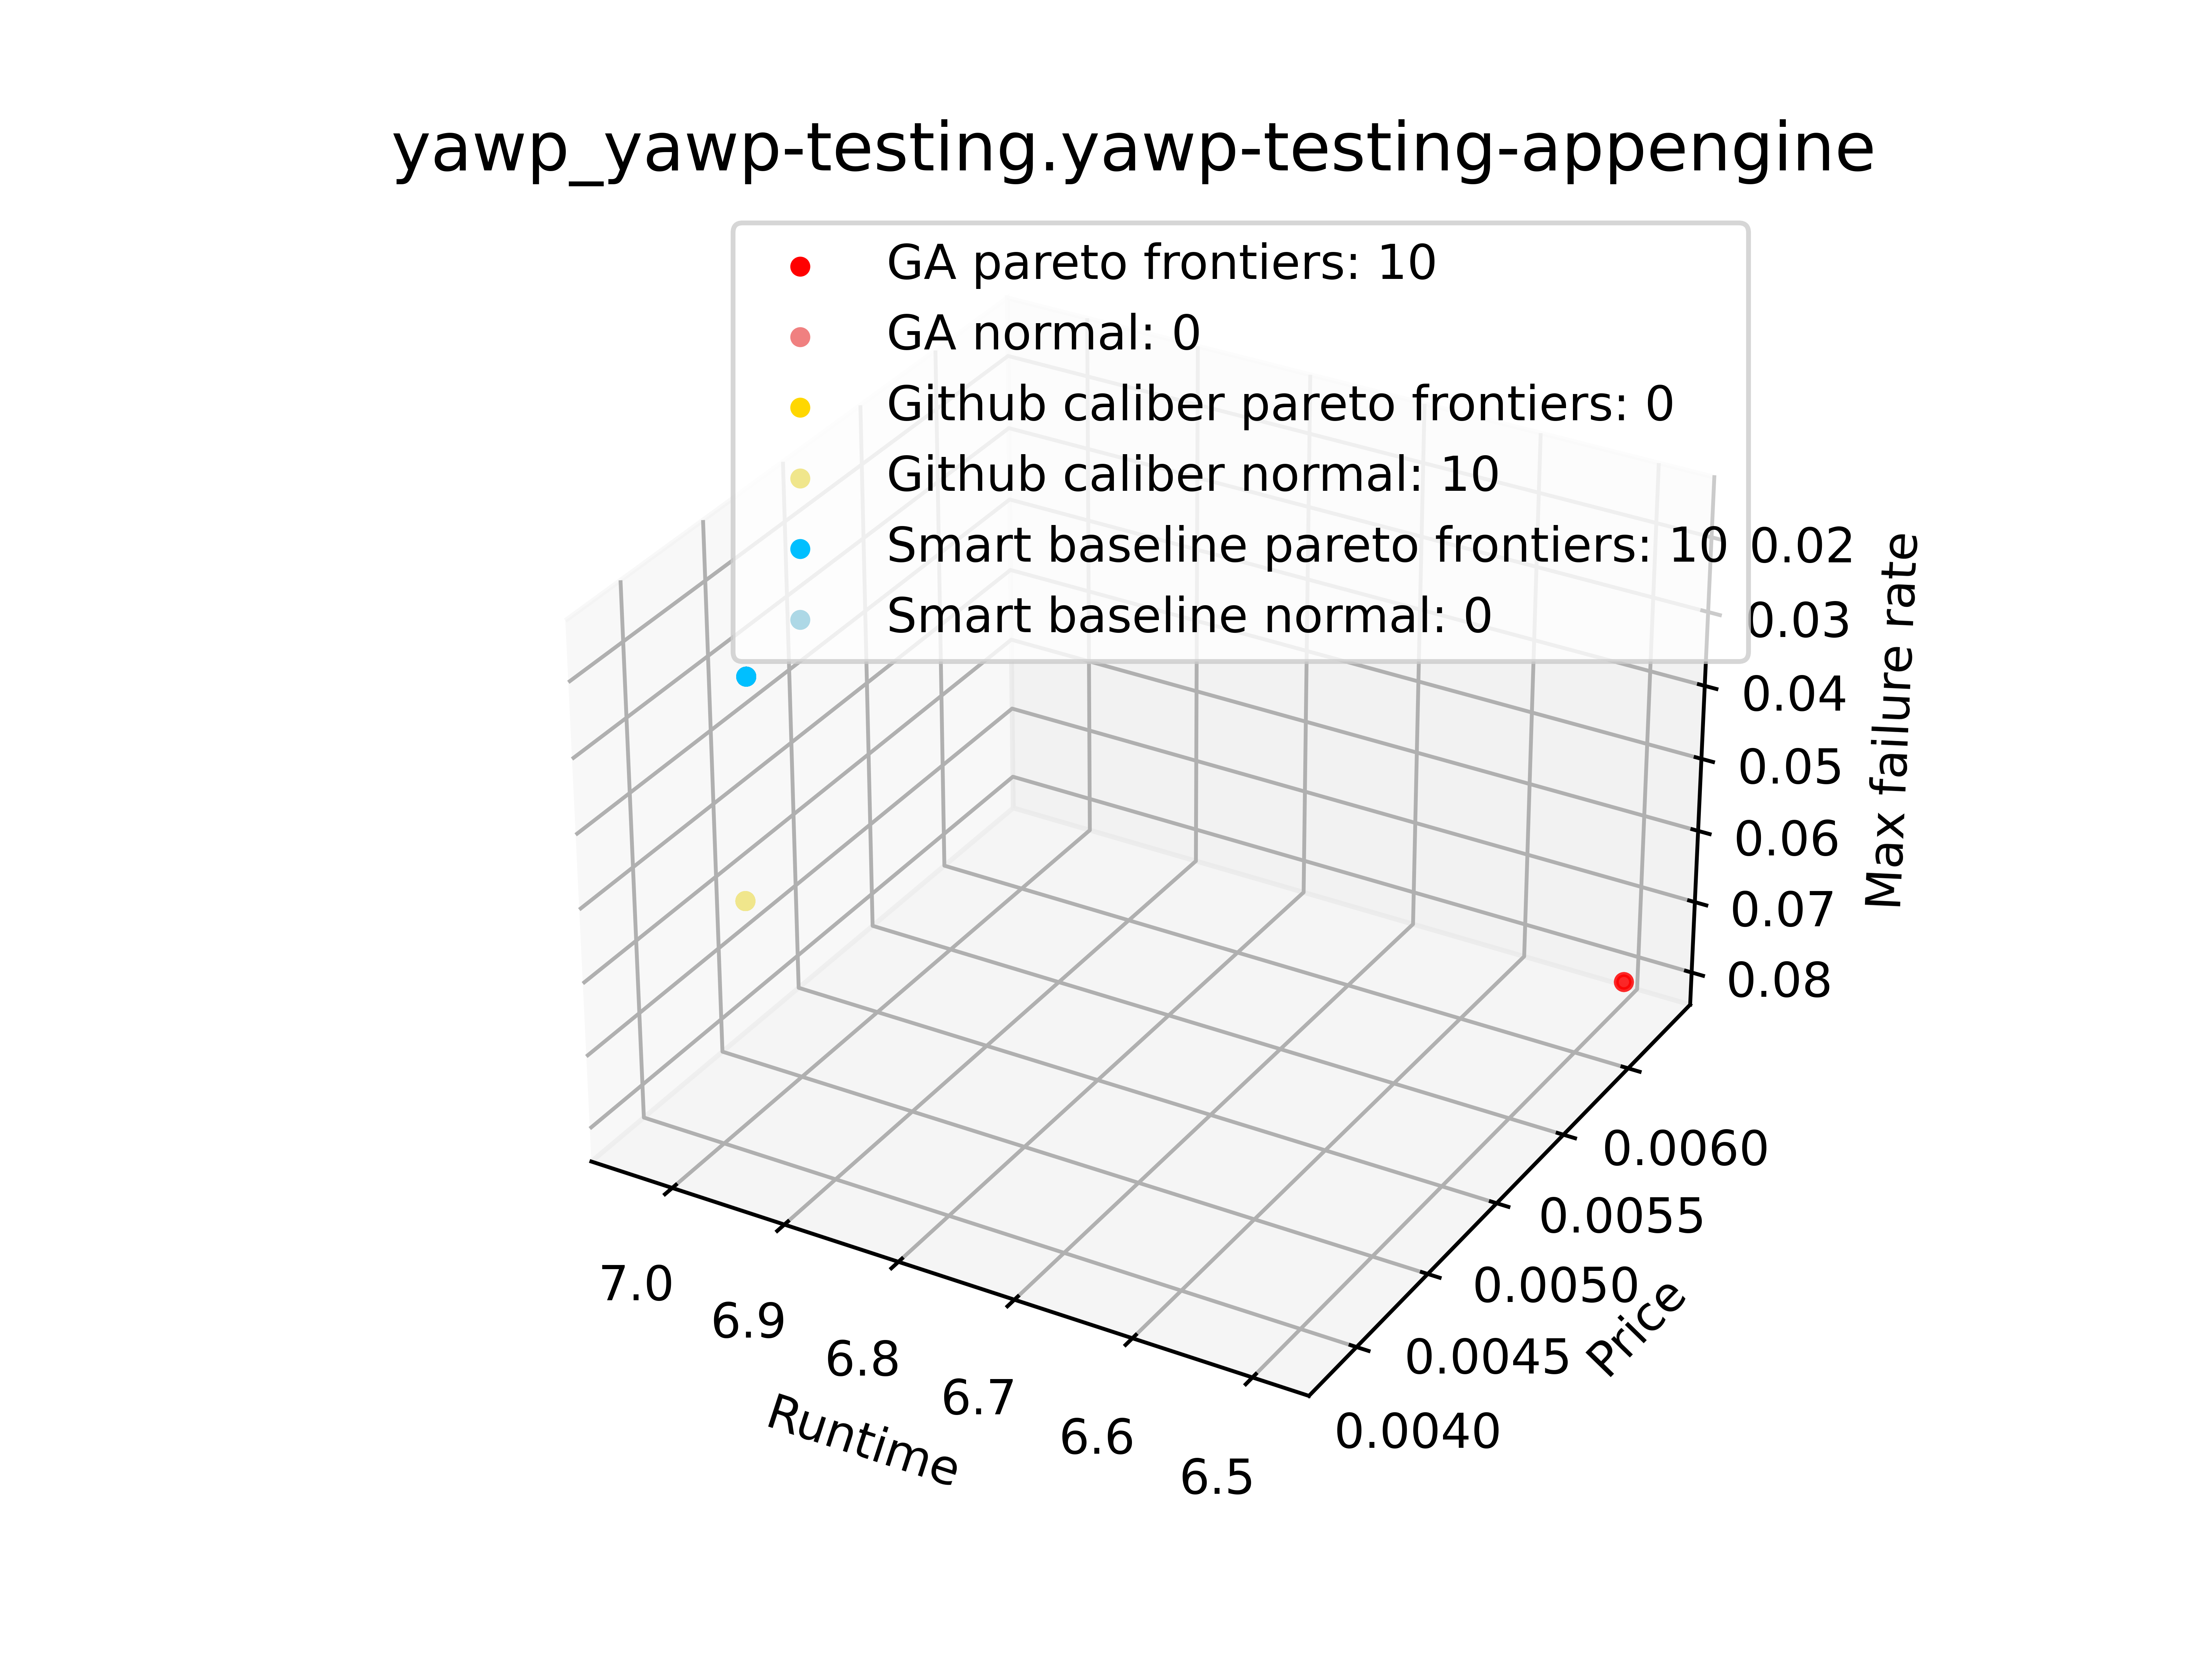 yawp_yawp-testing.yawp-testing-appengine
GA pareto frontiers: 10
GA normal: 0
Github caliber pareto frontiers: 0
Github caliber normal: 10
Smart baseline pareto frontiers: 10
Smart baseline normal: 0
0.02
0.03
0.04
0.05
0.06
0.07
0.08
Max failure rate
0.0060
0.0055
0.0050
0.0045
0.0040
Price
7.0
6.9
6.8
6.7
6.6
6.5
Runtime